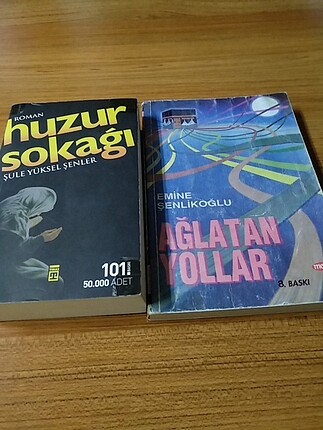 ROMAN
huzur
sokağı
ŞULE YÜKSEL ŞENLER
101
50.000 ADET
EMİNE
ŞENLİKOĞLU
AĞLATAN
YOLLAR
8. BASKI